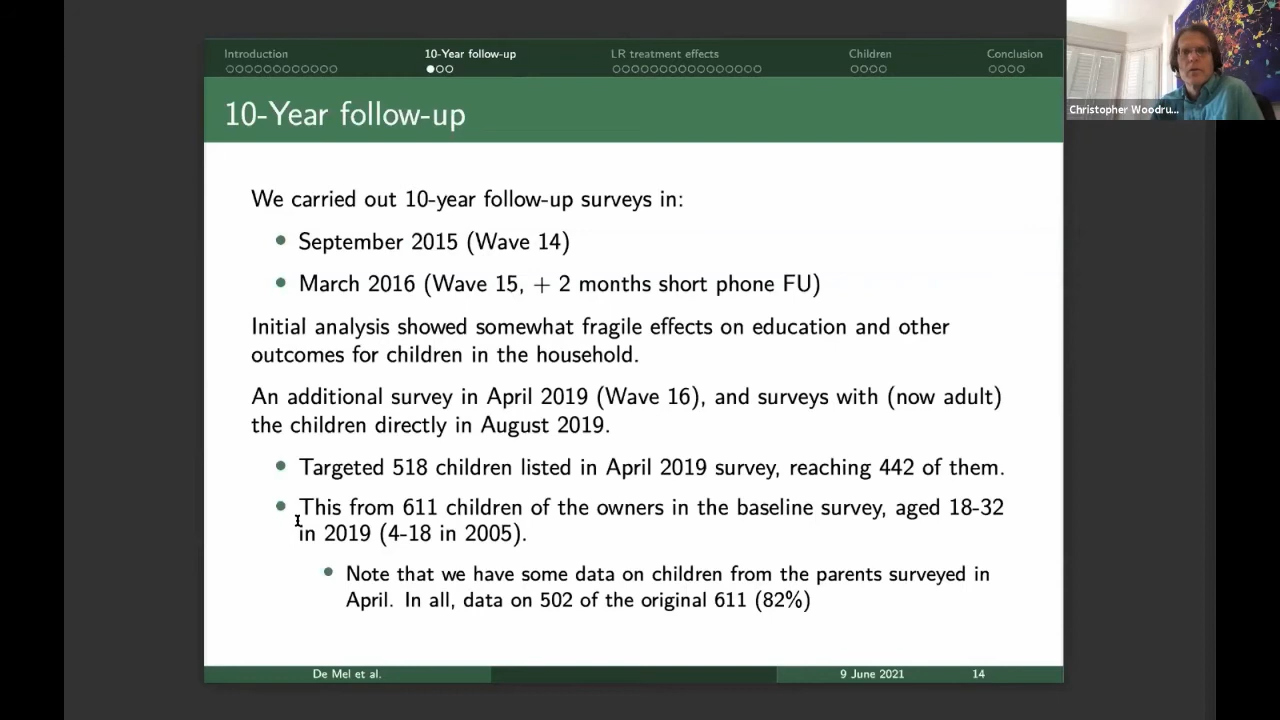 Introduction 10-Year follow-up LR treatment effects Children Conclusion
10-Year follow-up
Christopher Woodru...
We carried out 10-year follow-up surveys in:
September 2015 (Wave 14)
March 2016 (Wave 15, + 2 months short phone FU)
Initial analysis showed somewhat fragile effects on education and other
outcomes for children in the household.
An additional survey in April 2019 (Wave 16), and surveys with (now adult)
the children directly in August 2019.
Targeted 518 children listed in April 2019 survey, reaching 442 of them.
This from 611 children of the owners in the baseline survey, aged 18-32
in 2019 (4-18 in 2005).
Note that we have some data on children from the parents surveyed in
April. In all, data on 502 of the original 611 (82%)
De Mel et al. 9 June 2021 14